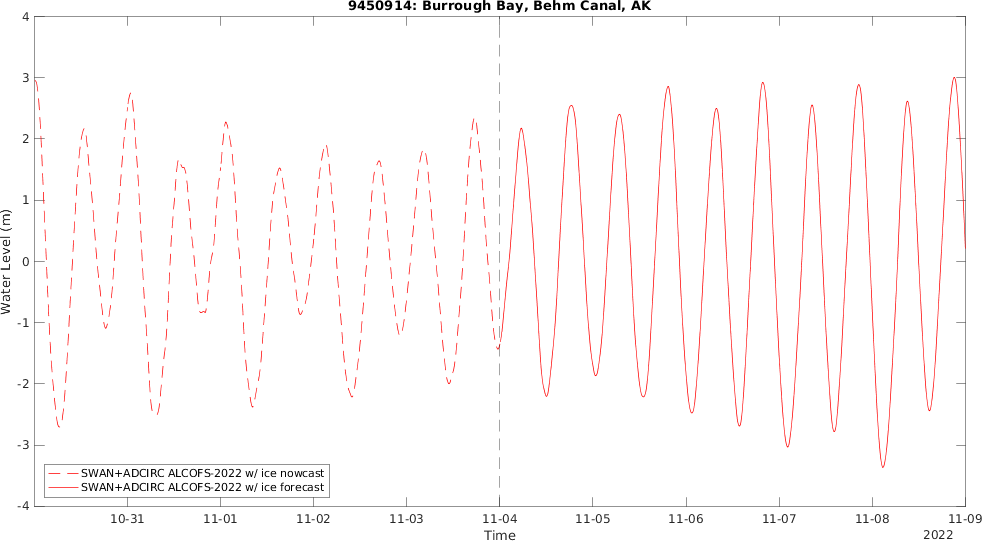 9450914: Burrough Bay, Behm Canal, AK
4
3
2
1
0
-1
-2
-3
-4
Water Level (m)
SWAN+ADCIRC ALCOFS-2022 w/ ice nowcast
SWAN+ADCIRC ALCOFS-2022 w/ ice forecast
10-31 11-01 11-02 11-03 11-04 11-05 11-06 11-07 11-08 11-09
Time
2022